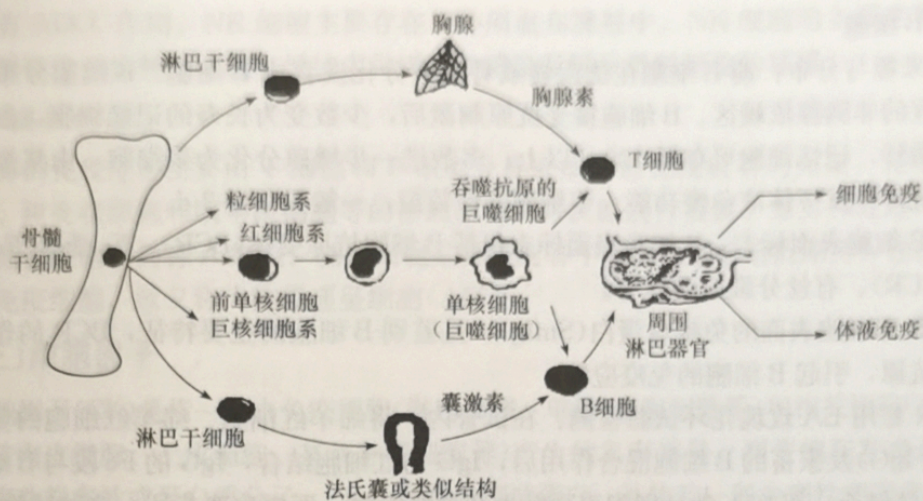 胸腺
淋巴干细胞
胸腺素
T细胞
吞噬抗原的
巨噬细胞
细胞免疫
粒细胞系
红细胞系
骨髓
干细胞
前单核细胞
巨核细胞系
单核细胞
(巨噬细胞)
周围
淋巴器官
体液免疫
囊激素
B细胞
淋巴干细胞
法氏囊或类似结构